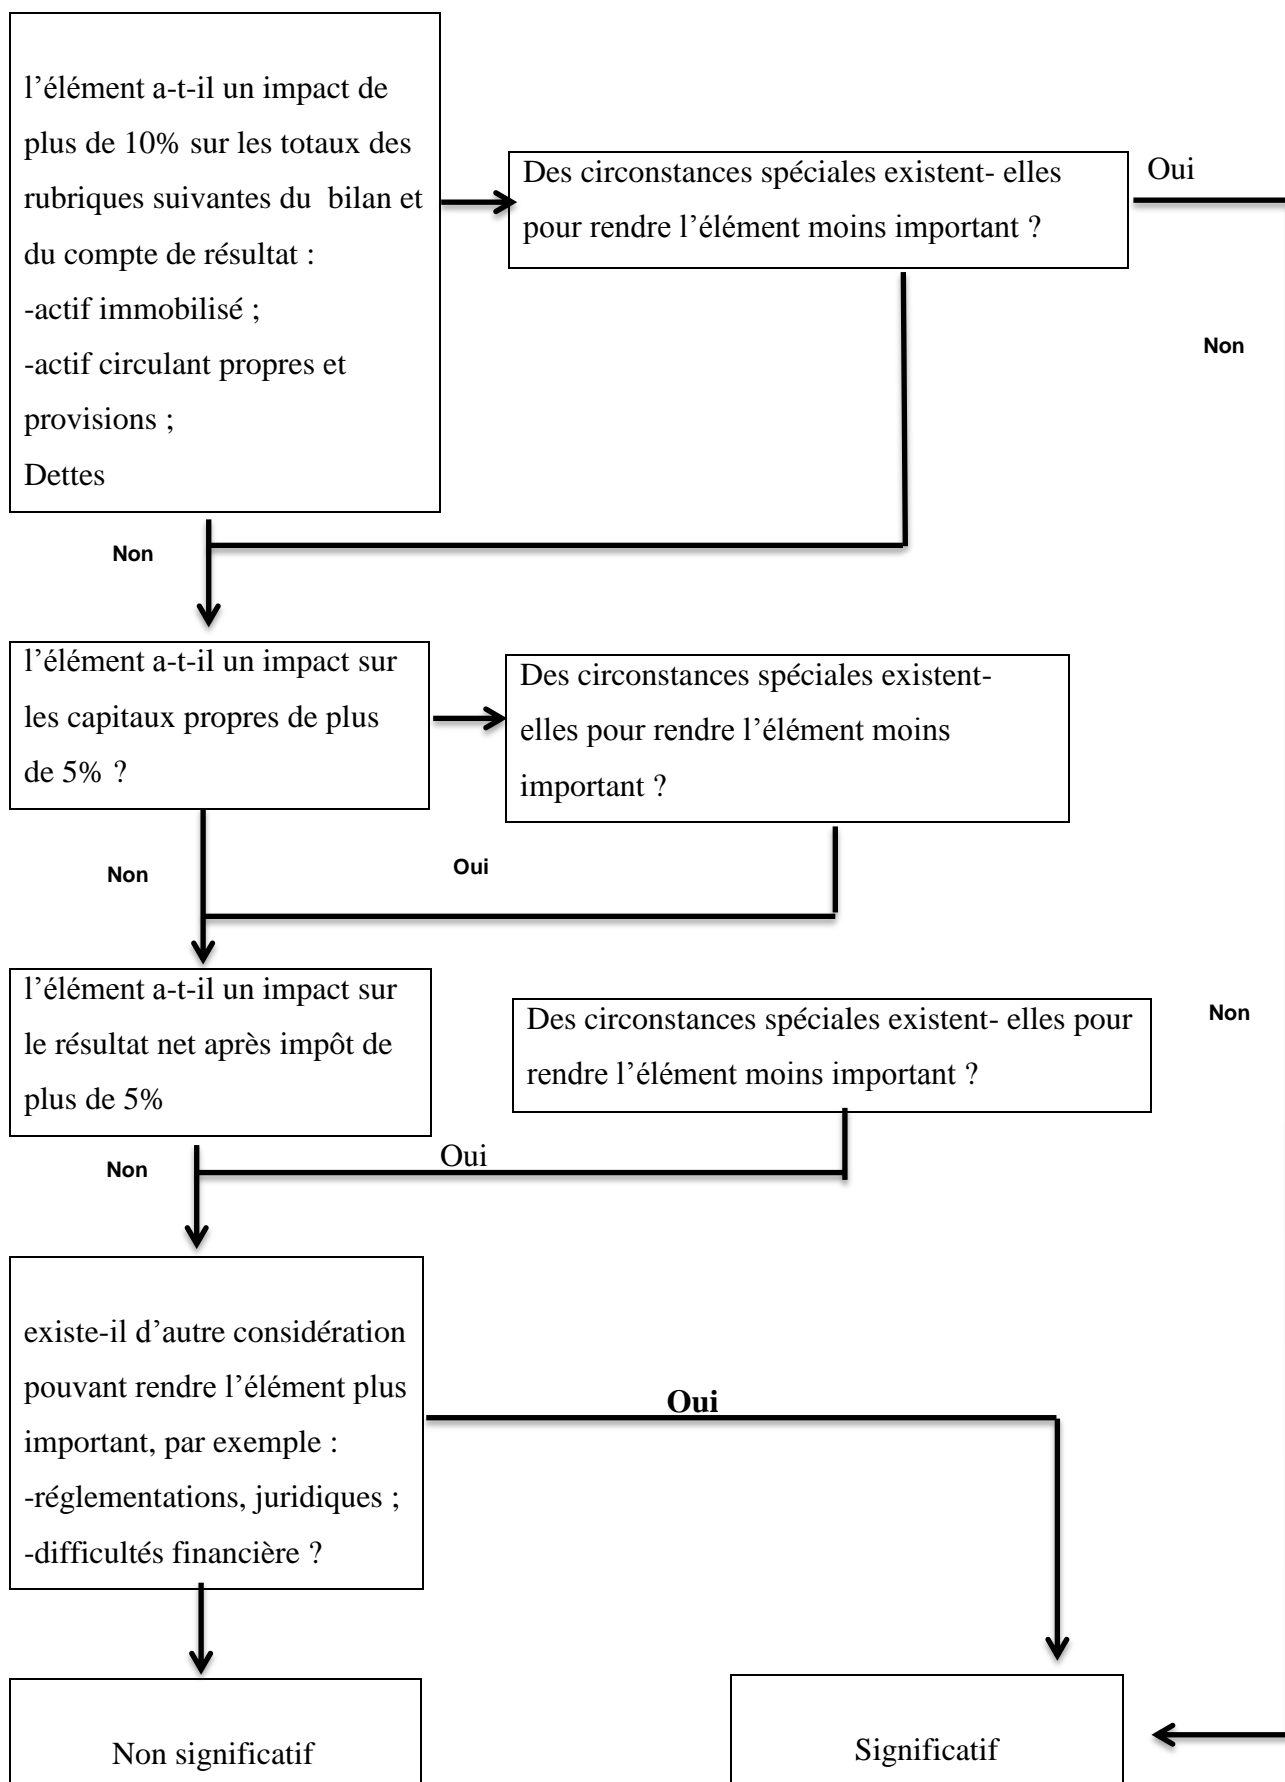 l’élément a-t-il un impact de
plus de 10% sur les totaux des
rubriques suivantes du bilan et
du compte de résultat :
-actif immobilisé ;
-actif circulant propres et
provisions ;
Dettes
Des circonstances spéciales existent- elles
pour rendre l’élément moins important ?
Oui
Non
Non
l’élément a-t-il un impact sur
les capitaux propres de plus
de 5% ?
Des circonstances spéciales existent-
elles pour rendre l’élément moins
important ?
Non
Oui
l’élément a-t-il un impact sur
le résultat net après impôt de
plus de 5%
Des circonstances spéciales existent- elles pour
rendre l’élément moins important ?
Non
Non
Oui
existe-il d’autre considération
pouvant rendre l’élément plus
important, par exemple :
-réglementations, juridiques ;
-difficultés financière ?
Oui
Non significatif
Significatif